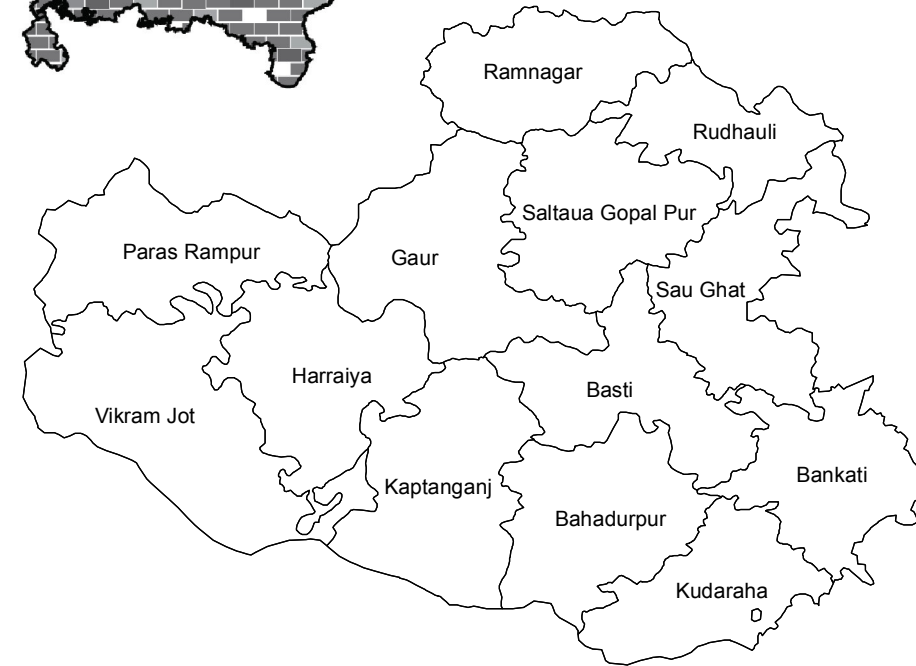 Ramnagar
Rudhauli
Saltaua Gopal Pur
Paras Rampur
Gaur
Sau Ghat
Harraiya
Basti
Vikram Jot
Bankati
Kaptanganj
Bahadurpur
Kudaraha